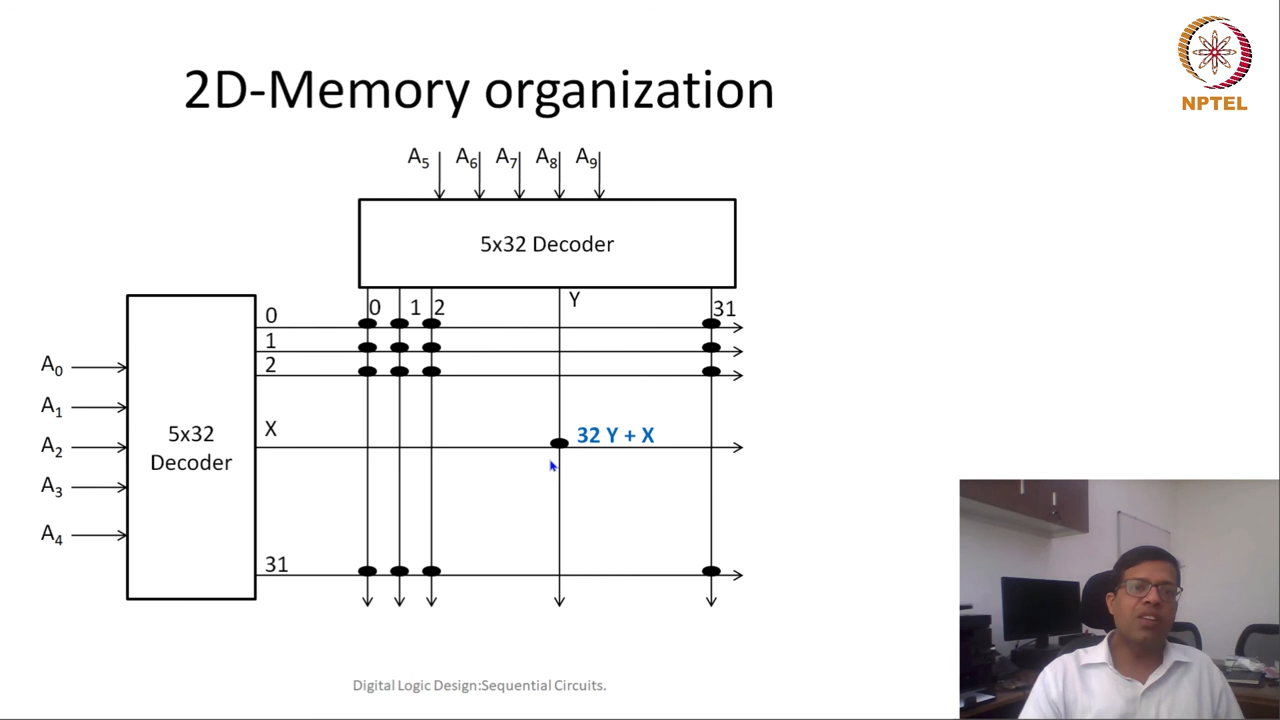 2D-Memory organization
NPTEL
A5 A6 A7 A8 A9
5x32 Decoder
0 1 2 Y 31
0
1
2
X
31
A0
A1
A2
A3
A4
5x32
Decoder
32 Y + X
Digital Logic Design:Sequential Circuits.